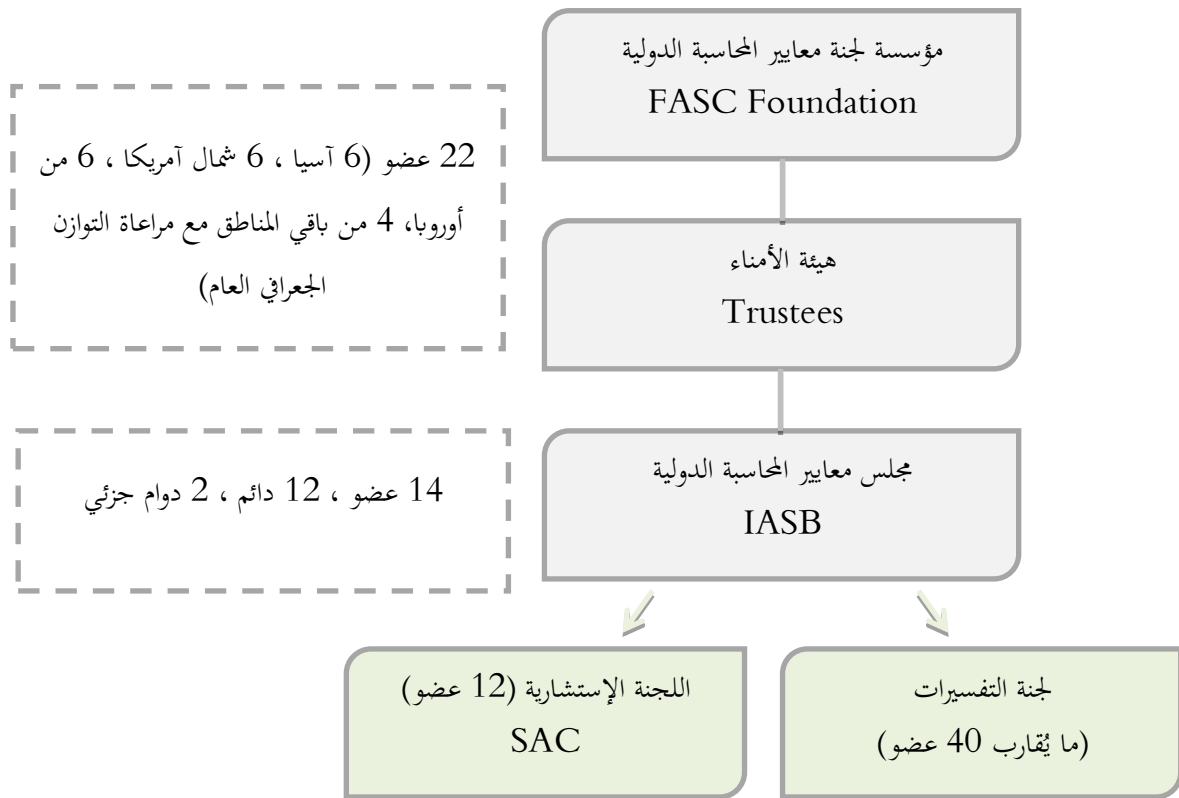 مؤسسة لجنة معايير المحاسبة الدولية
FASC Foundation
22 عضو (6 آسيا ، 6 شمال آمريكا ، 6 من
أوروبا، 4 من باقي المناطق مع مراعاة التوازن
الجعرافي العام)
هيئة الأمناء
Trustees
مجلس معايير المحاسبة الدولية
IASB
14 عضو ، 12 دائم ، 2 دوام جزئي
لجنة التفسيرات
(ما يُقارب 40 عضو)
اللجنة الإستشارية (12 عضو)
SAC